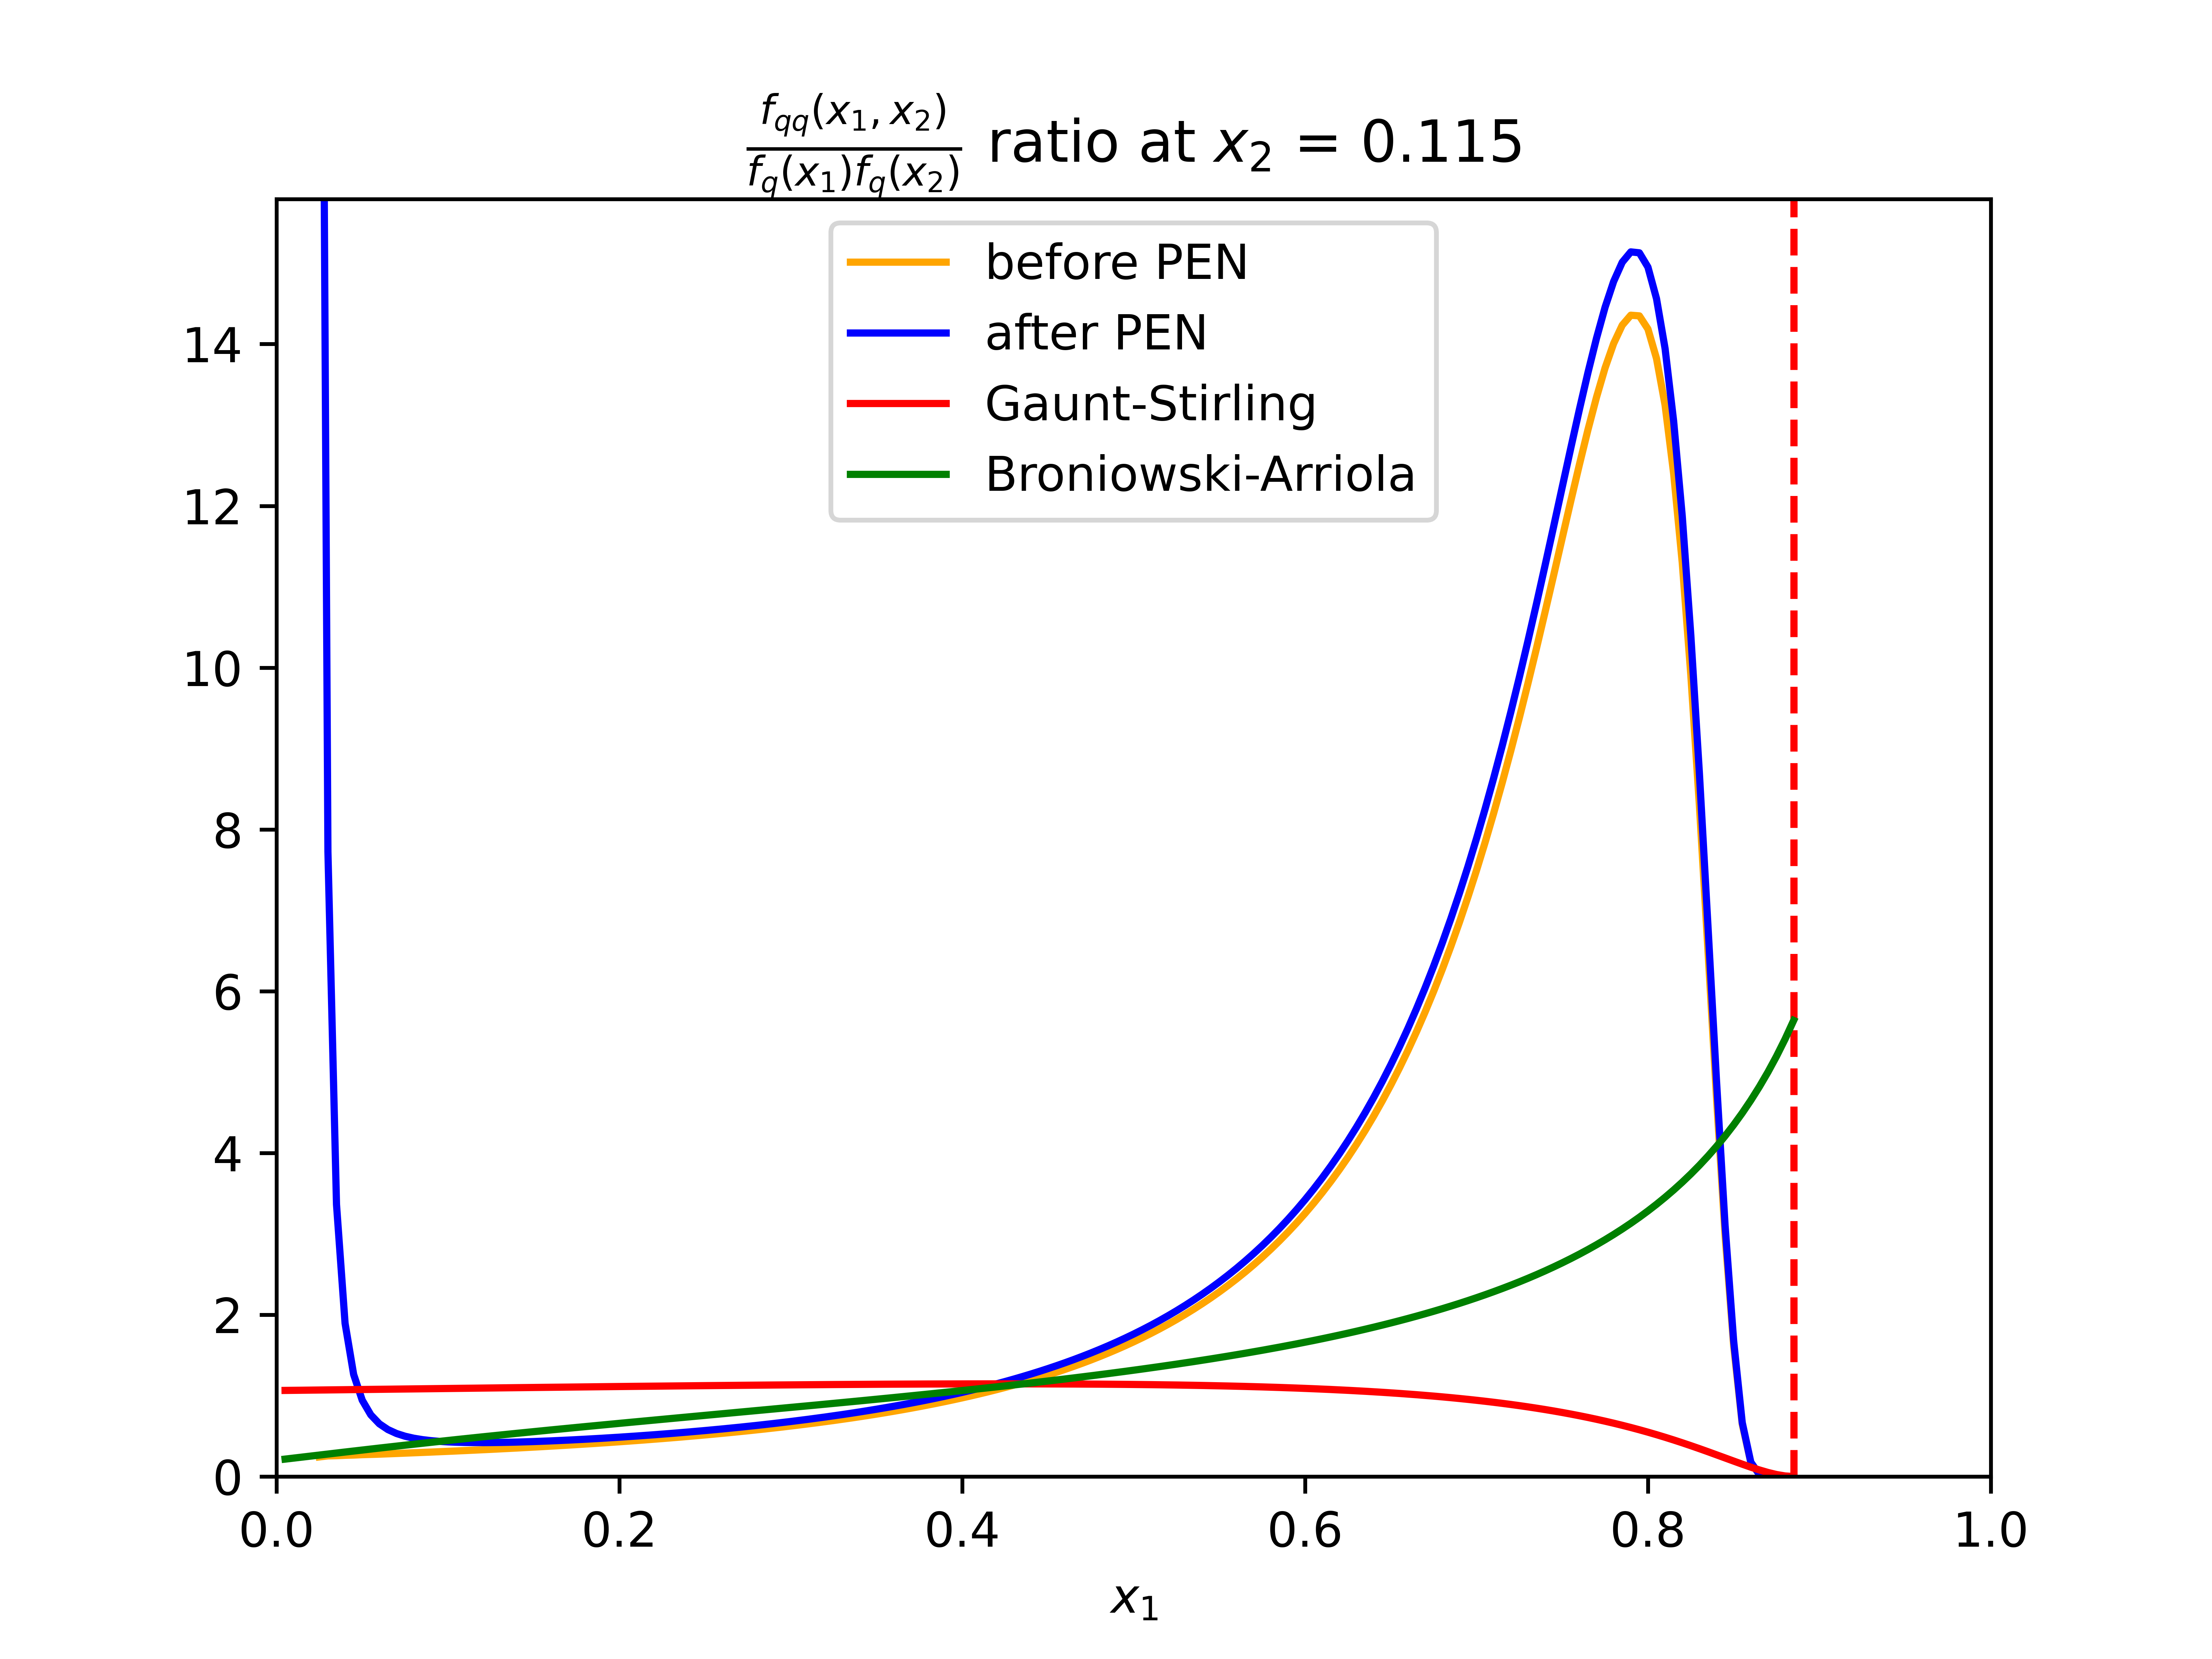 f_qq(x_1, x_2)
f_q(x_1)f_q(x_2)
ratio at x_2 = 0.115
before PEN
after PEN
Gaunt-Stirling
Broniowski-Arriola
14
12
10
8
6
4
2
0
0.0 0.2 0.4 0.6 0.8 1.0
x_1